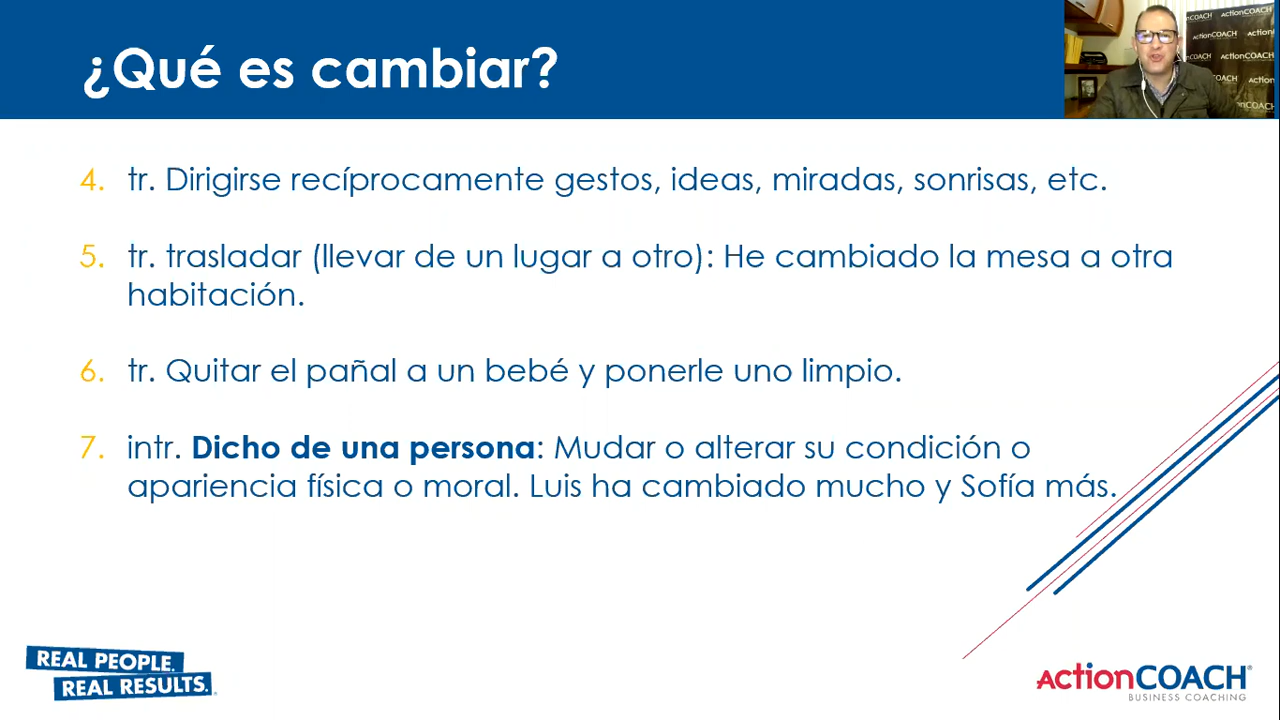 ¿Qué es cambiar?
4. tr. Dirigirse recíprocamente gestos, ideas, miradas, sonrisas, etc.
5. tr. trasladar (llevar de un lugar a otro): He cambiado la mesa a otra
habitación.
6. tr. Quitar el pañal a un bebé y ponerle uno limpio.
7. intr. Dicho de una persona: Mudar o alterar su condición o
apariencia física o moral. Luis ha cambiado mucho y Sofía más.
REAL PEOPLE.
REAL RESULTS.
ActionCOACH®
BUSINESS COACHING
ActionCOACH
ActionCOACH